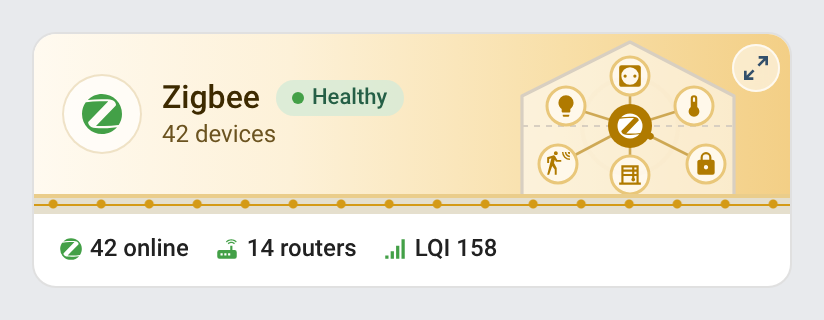 Zigbee
Healthy
42 devices
42 online
14 routers
LQI 158